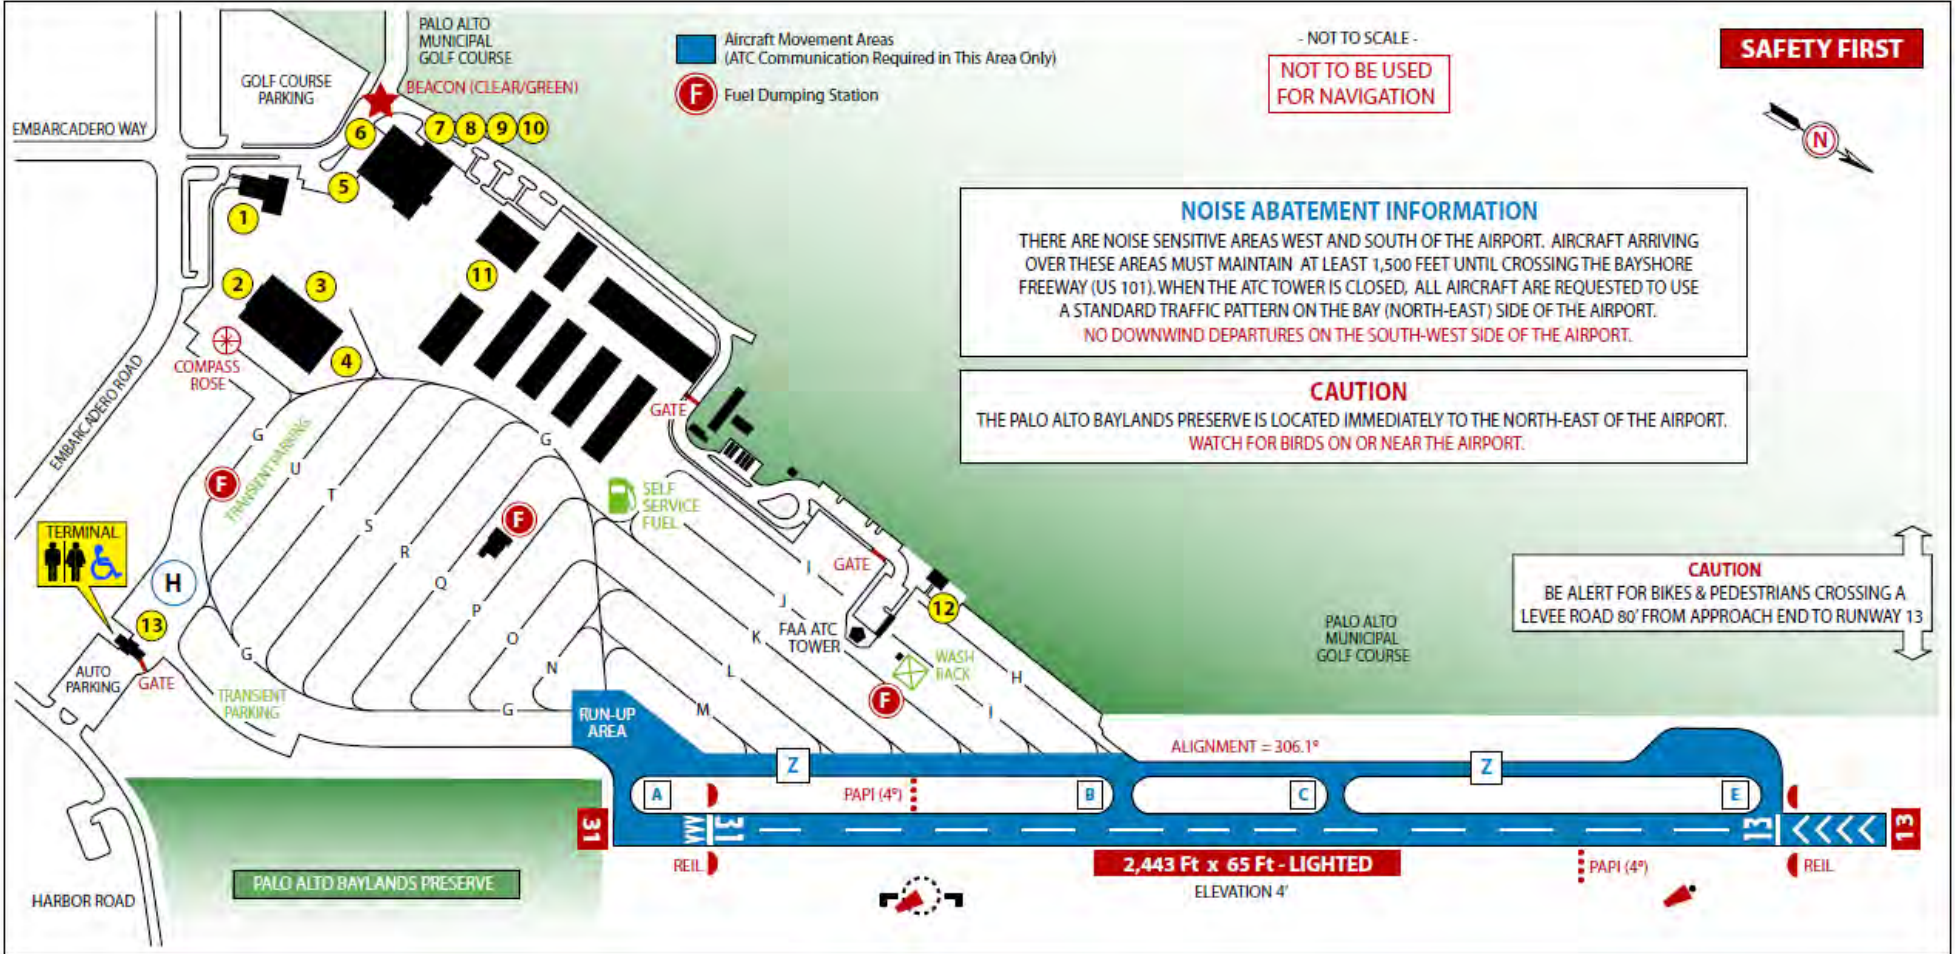 PALO ALTO
MUNICIPAL
GOLF COURSE
Aircraft Movement Areas
(ATC Communication Required in This Area Only)
F
Fuel Dumping Station
- NOT TO SCALE -
NOT TO BE USED
FOR NAVIGATION
SAFETY FIRST
N
GOLF COURSE
PARKING
BEACON (CLEAR/GREEN)
EMBARCADERO WAY
6
7
8
9
10
5
1
11
2
3
4
COMPASS
ROSE
EMBARCADERO ROAD
NOISE ABATEMENT INFORMATION
THERE ARE NOISE SENSITIVE AREAS WEST AND SOUTH OF THE AIRPORT. AIRCRAFT ARRIVING
OVER THESE AREAS MUST MAINTAIN AT LEAST 1,500 FEET UNTIL CROSSING THE BAYSHORE
FREEWAY (US 101). WHEN THE ATC TOWER IS CLOSED, ALL AIRCRAFT ARE REQUESTED TO USE
A STANDARD TRAFFIC PATTERN ON THE BAY (NORTH-EAST) SIDE OF THE AIRPORT.
NO DOWNWIND DEPARTURES ON THE SOUTH-WEST SIDE OF THE AIRPORT.
CAUTION
THE PALO ALTO BAYLANDS PRESERVE IS LOCATED IMMEDIATELY TO THE NORTH-EAST OF THE AIRPORT.
WATCH FOR BIRDS ON OR NEAR THE AIRPORT.
GATE
G
G
TRANSIENT PARKING
U
T
S
R
Q
P
O
N
F
F
SELF
SERVICE
FUEL
TERMINAL
H
13
AUTO
PARKING
GATE
G
TRANSIENT
PARKING
G
I
J
K
L
M
GATE
12
FAA ATC
TOWER
WASH
RACK
F
H
I
PALO ALTO
MUNICIPAL
GOLF COURSE
CAUTION
BE ALERT FOR BIKES & PEDESTRIANS CROSSING A
LEVEE ROAD 80' FROM APPROACH END TO RUNWAY 13
RUN-UP
AREA
Z
ALIGNMENT = 306.1º
Z
A
PAPI (4º)
B
C
E
31
31
13
13
REIL
2,443 Ft x 65 Ft - LIGHTED
ELEVATION 4'
PAPI (4º)
REIL
PALO ALTO BAYLANDS PRESERVE
HARBOR ROAD